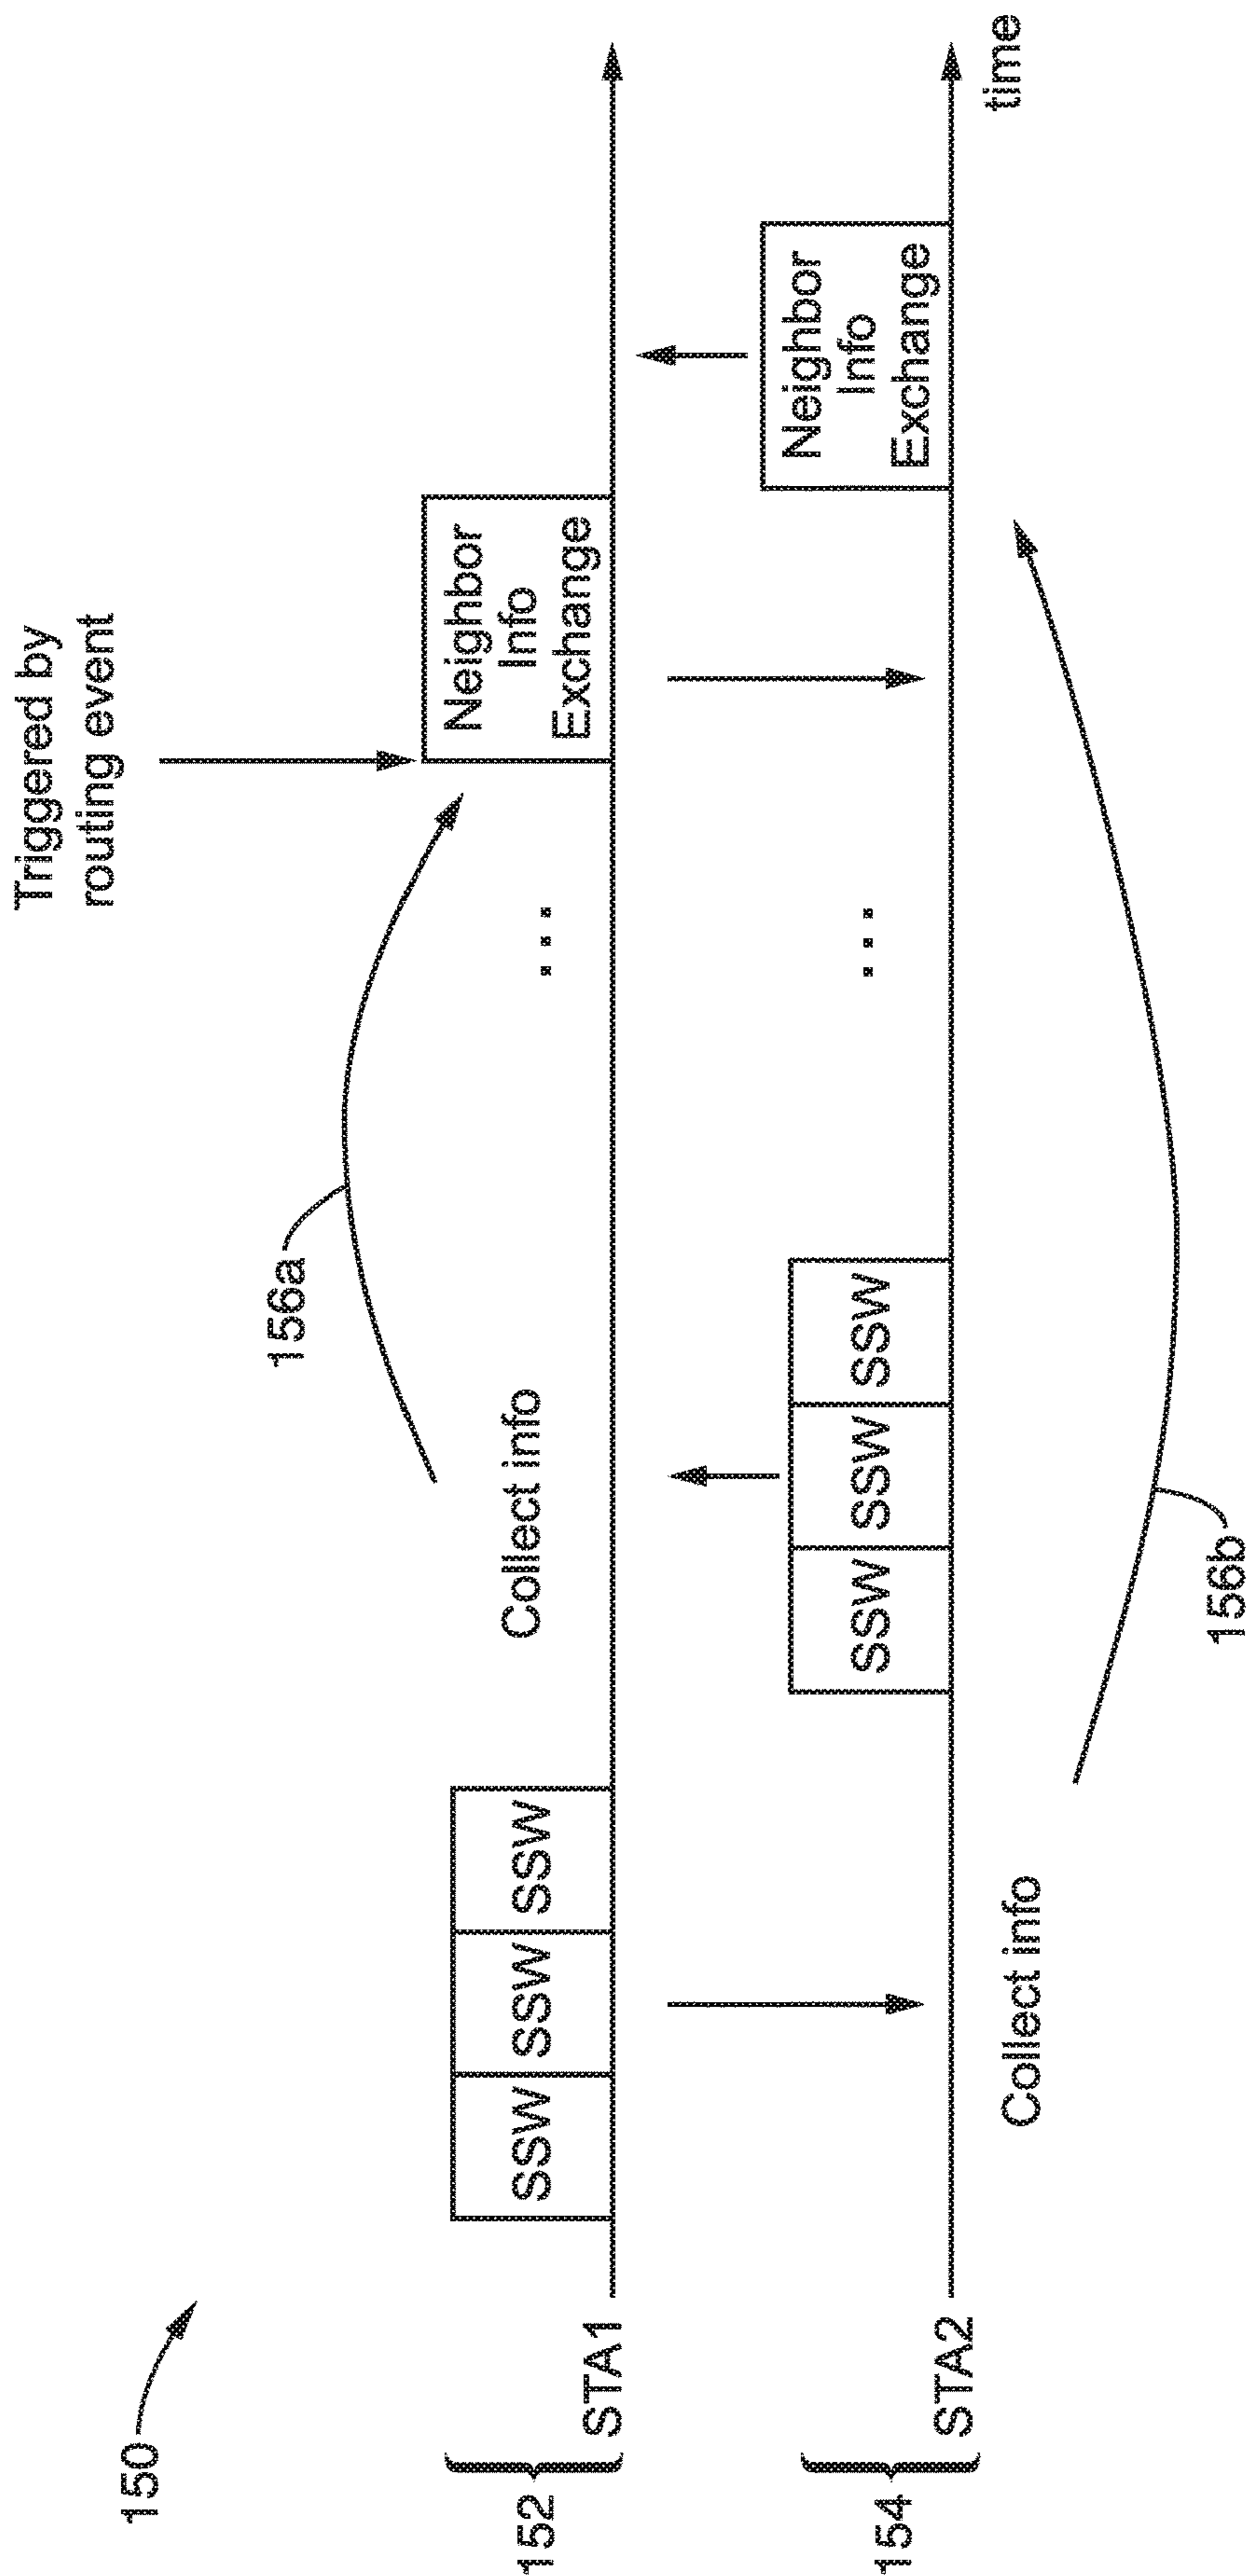 150
Triggered by
routing event
156a
152
STA1
SSW
SSW
SSW
Collect info
...
Neighbor
Info
Exchange
154
STA2
SSW
SSW
SSW
...
Neighbor
Info
Exchange
time
Collect info
156b